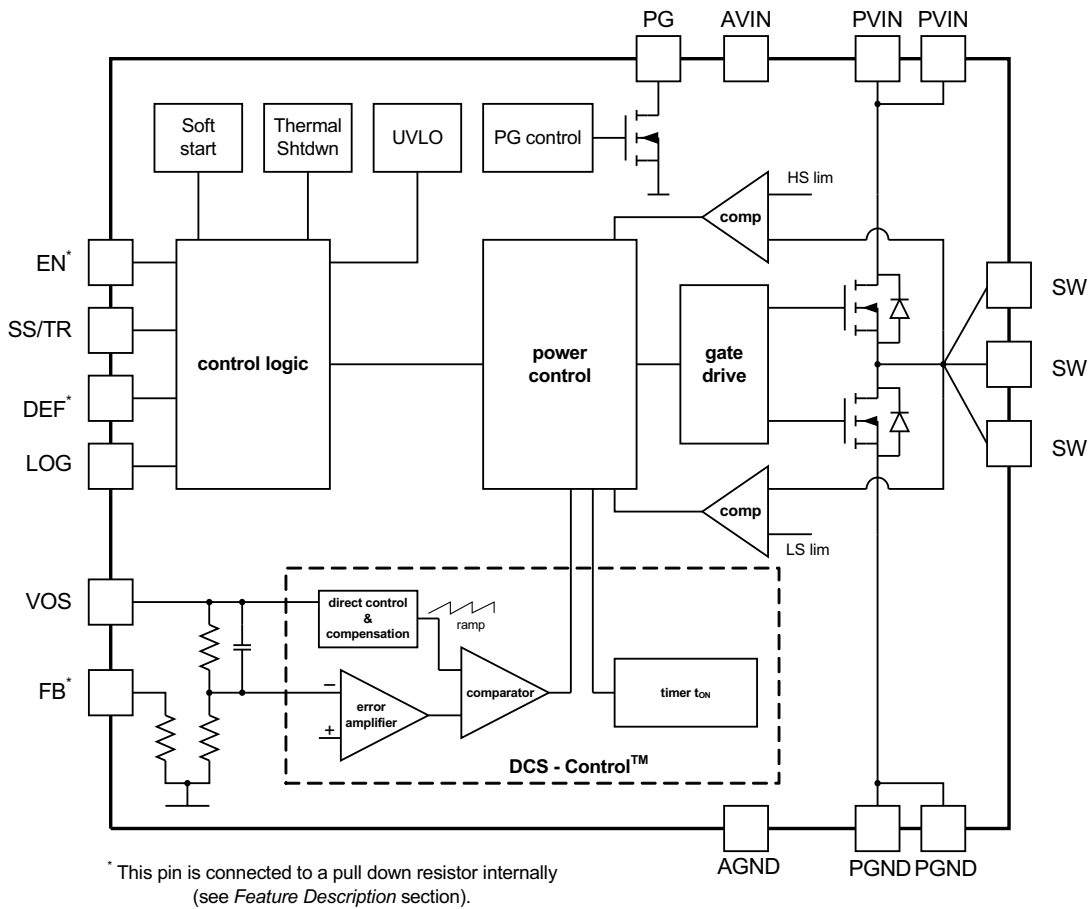 PG
AVIN
PVIN
PVIN
Soft
start
Thermal
Shtdwn
UVLO
PG control
HS lim
comp
EN*
SS/TR
DEF*
LOG
control logic
power
control
gate
drive
SW
SW
SW
comp
LS lim
VOS
FB*
direct control
&
compensation
ramp
comparator
−
error
amplifier
+
timer tON
DCS - Control™
AGND
PGND
PGND
* This pin is connected to a pull down resistor internally
(see Feature Description section).